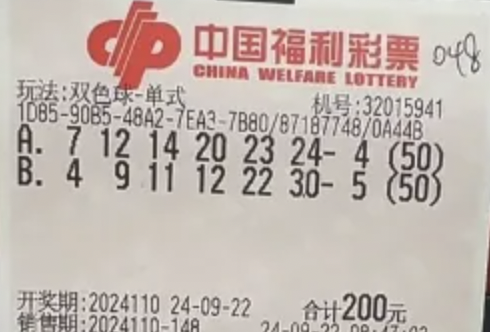 中国福利彩票 048
CHINA WELFARE LOTTERY
玩法:双色球-单式 机号:32015941
1D85-90B5-48A2-7EA3-7B80/87187748/0A44B
A. 7 12 14 20 23 24- 4 (50)
B. 4 9 11 12 22 30- 5 (50)
开奖期:2024110 24-09-22 合计200元
销售期:2024110-148 24-09-22